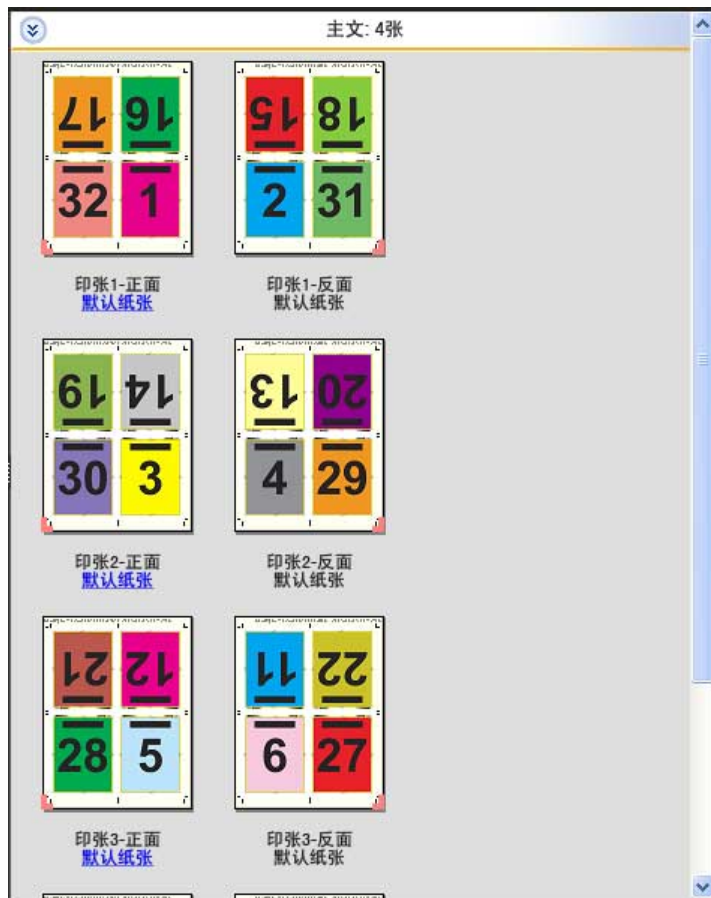 主文: 4张
17 16
32 1
15 18
2 31
印张1-正面
默认纸张
印张1-反面
默认纸张
19 14
30 3
13 20
4 29
印张2-正面
默认纸张
印张2-反面
默认纸张
21 12
28 5
11 22
6 27
印张3-正面
默认纸张
印张3-反面
默认纸张